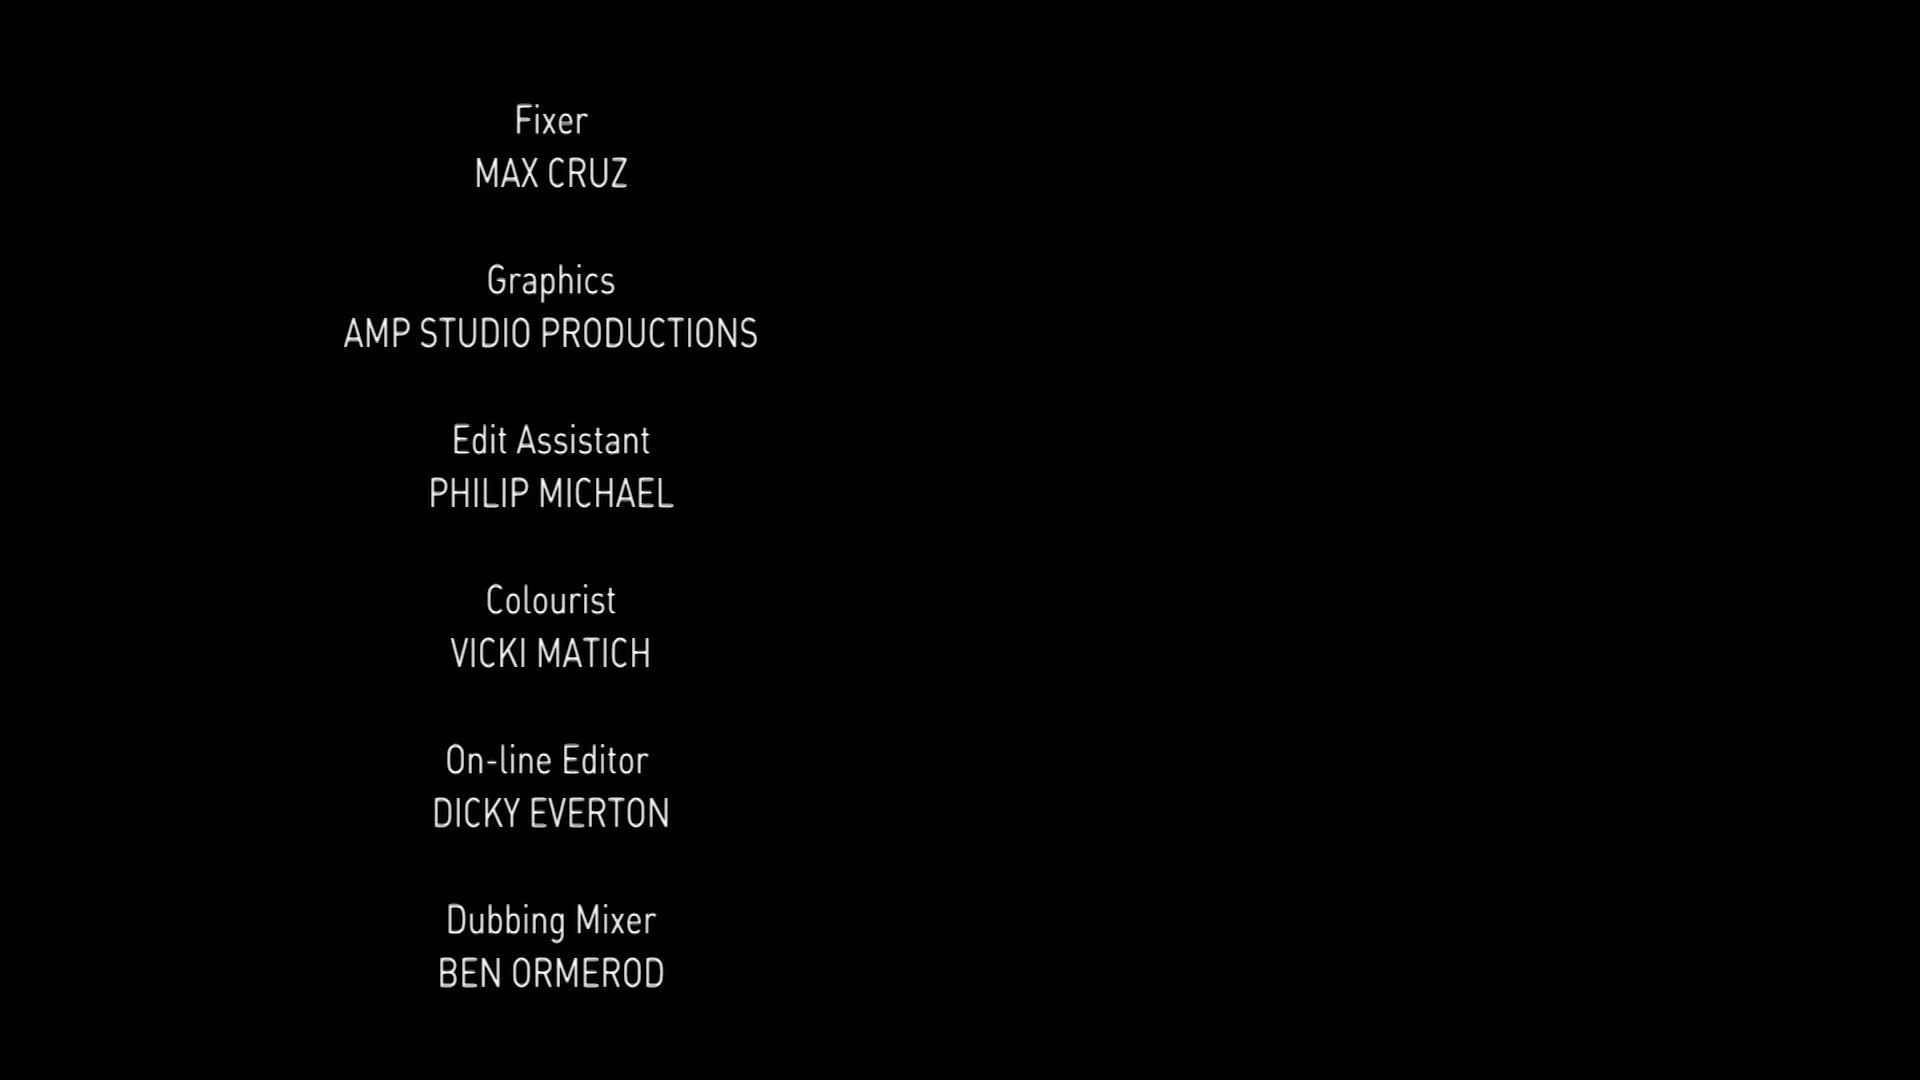 Fixer
MAX CRUZ
Graphics
AMP STUDIO PRODUCTIONS
Edit Assistant
PHILIP MICHAEL
Colourist
VICKI MATICH
On-line Editor
DICKY EVERTON
Dubbing Mixer
BEN ORMEROD